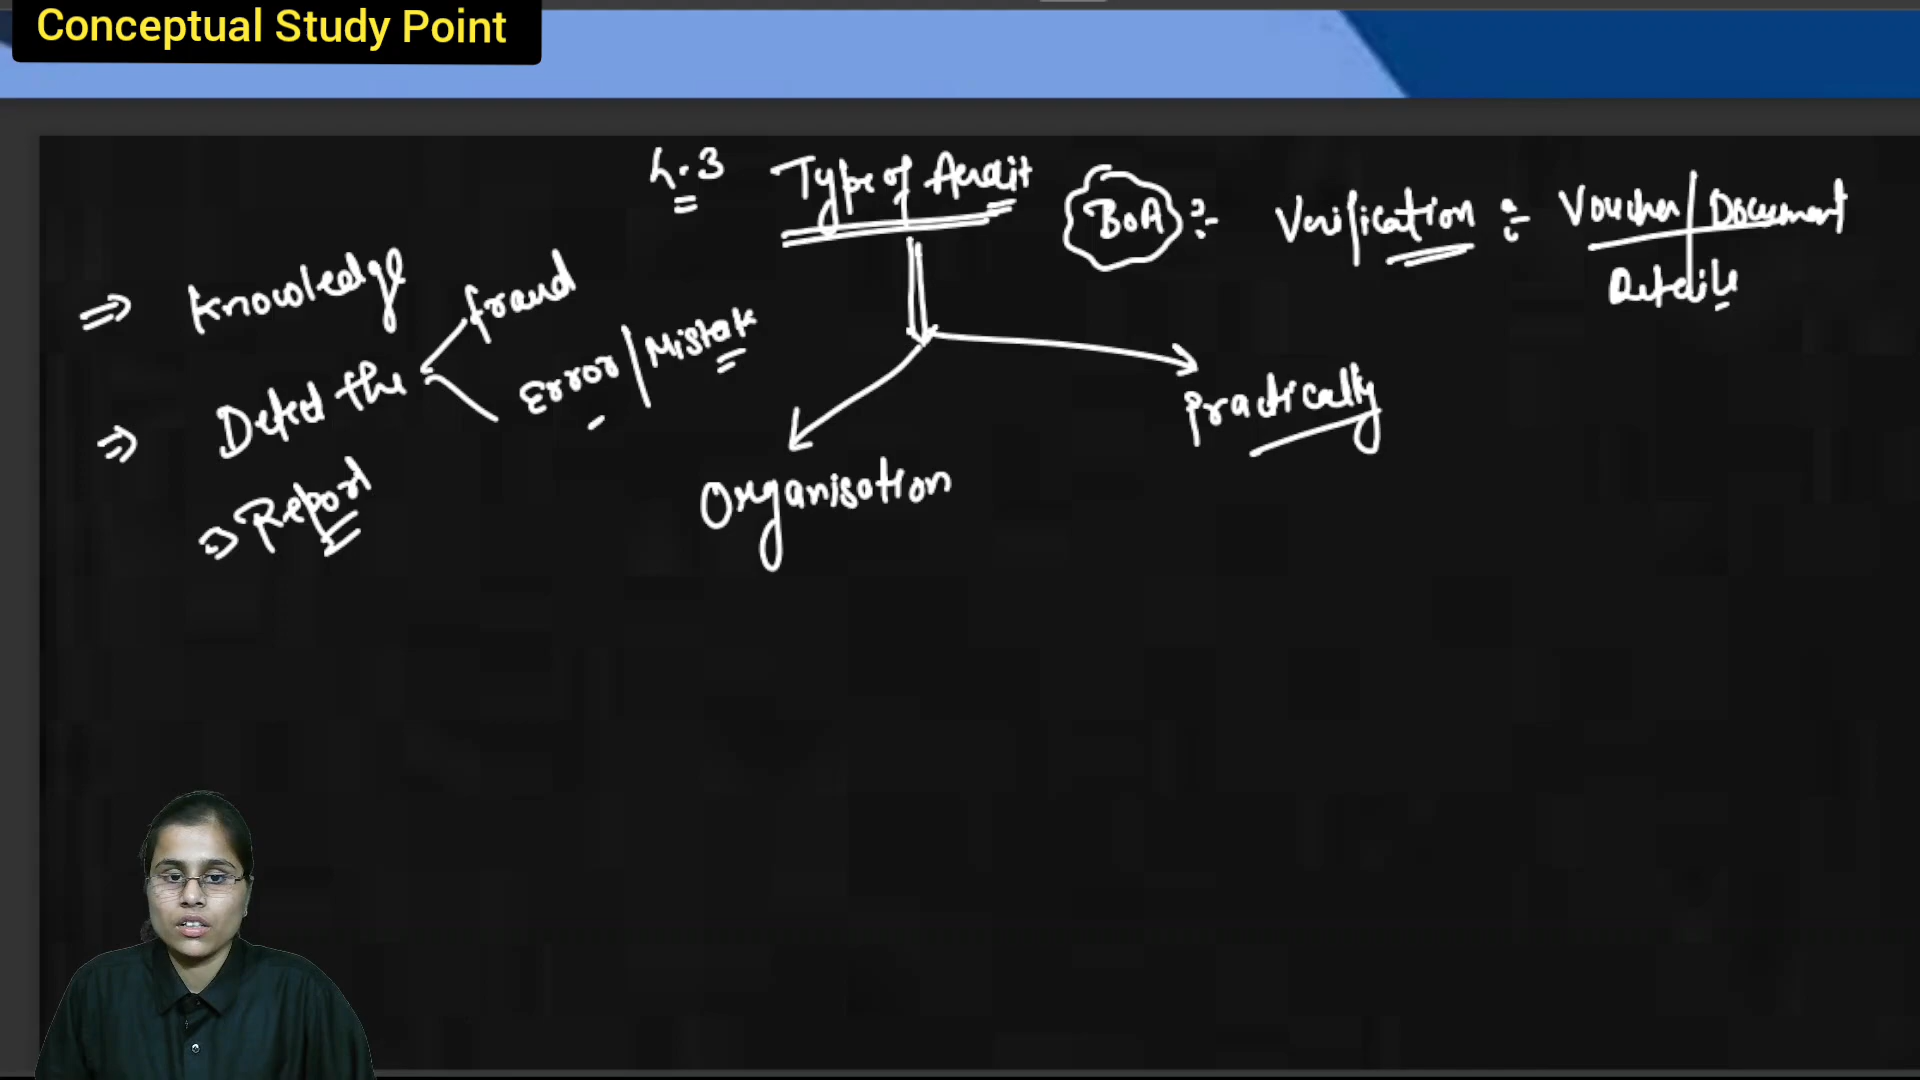 Conceptual Study Point
h.3 Type of Audit
BOA :- Verification :- Voucher/Document
Details
=> Knowledge
=> Detect the fraud
Error/Mistake
=> Report
Organisation
Practically